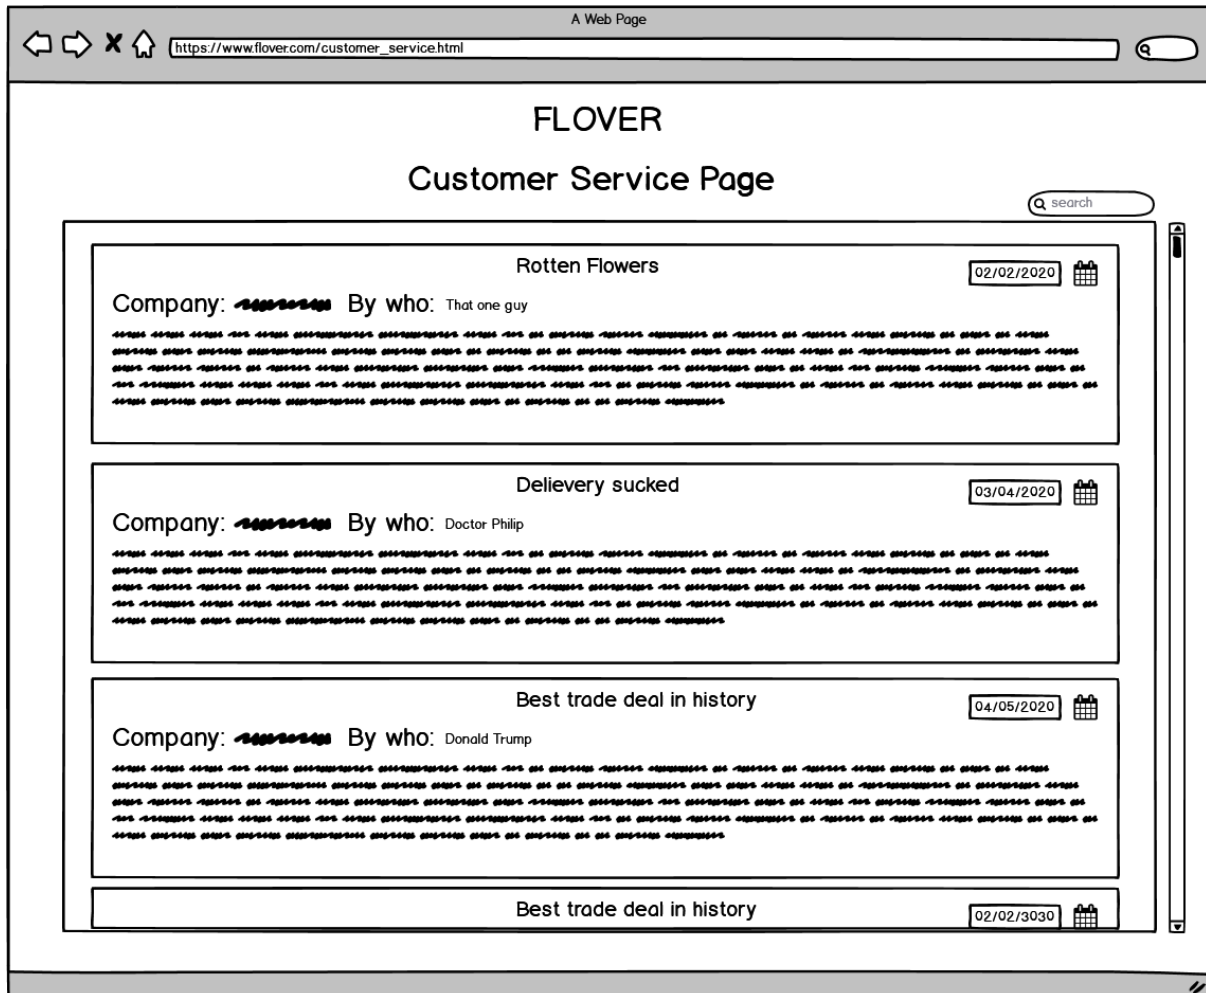 A Web Page
https://www.flover.com/customer_service.html
FLOVER
Customer Service Page
search
Rotten Flowers
02/02/2020
Company: By who: That one guy
Delievery sucked
03/04/2020
Company: By who: Doctor Philip
Best trade deal in history
04/05/2020
Company: By who: Donald Trump
Best trade deal in history
02/02/3030